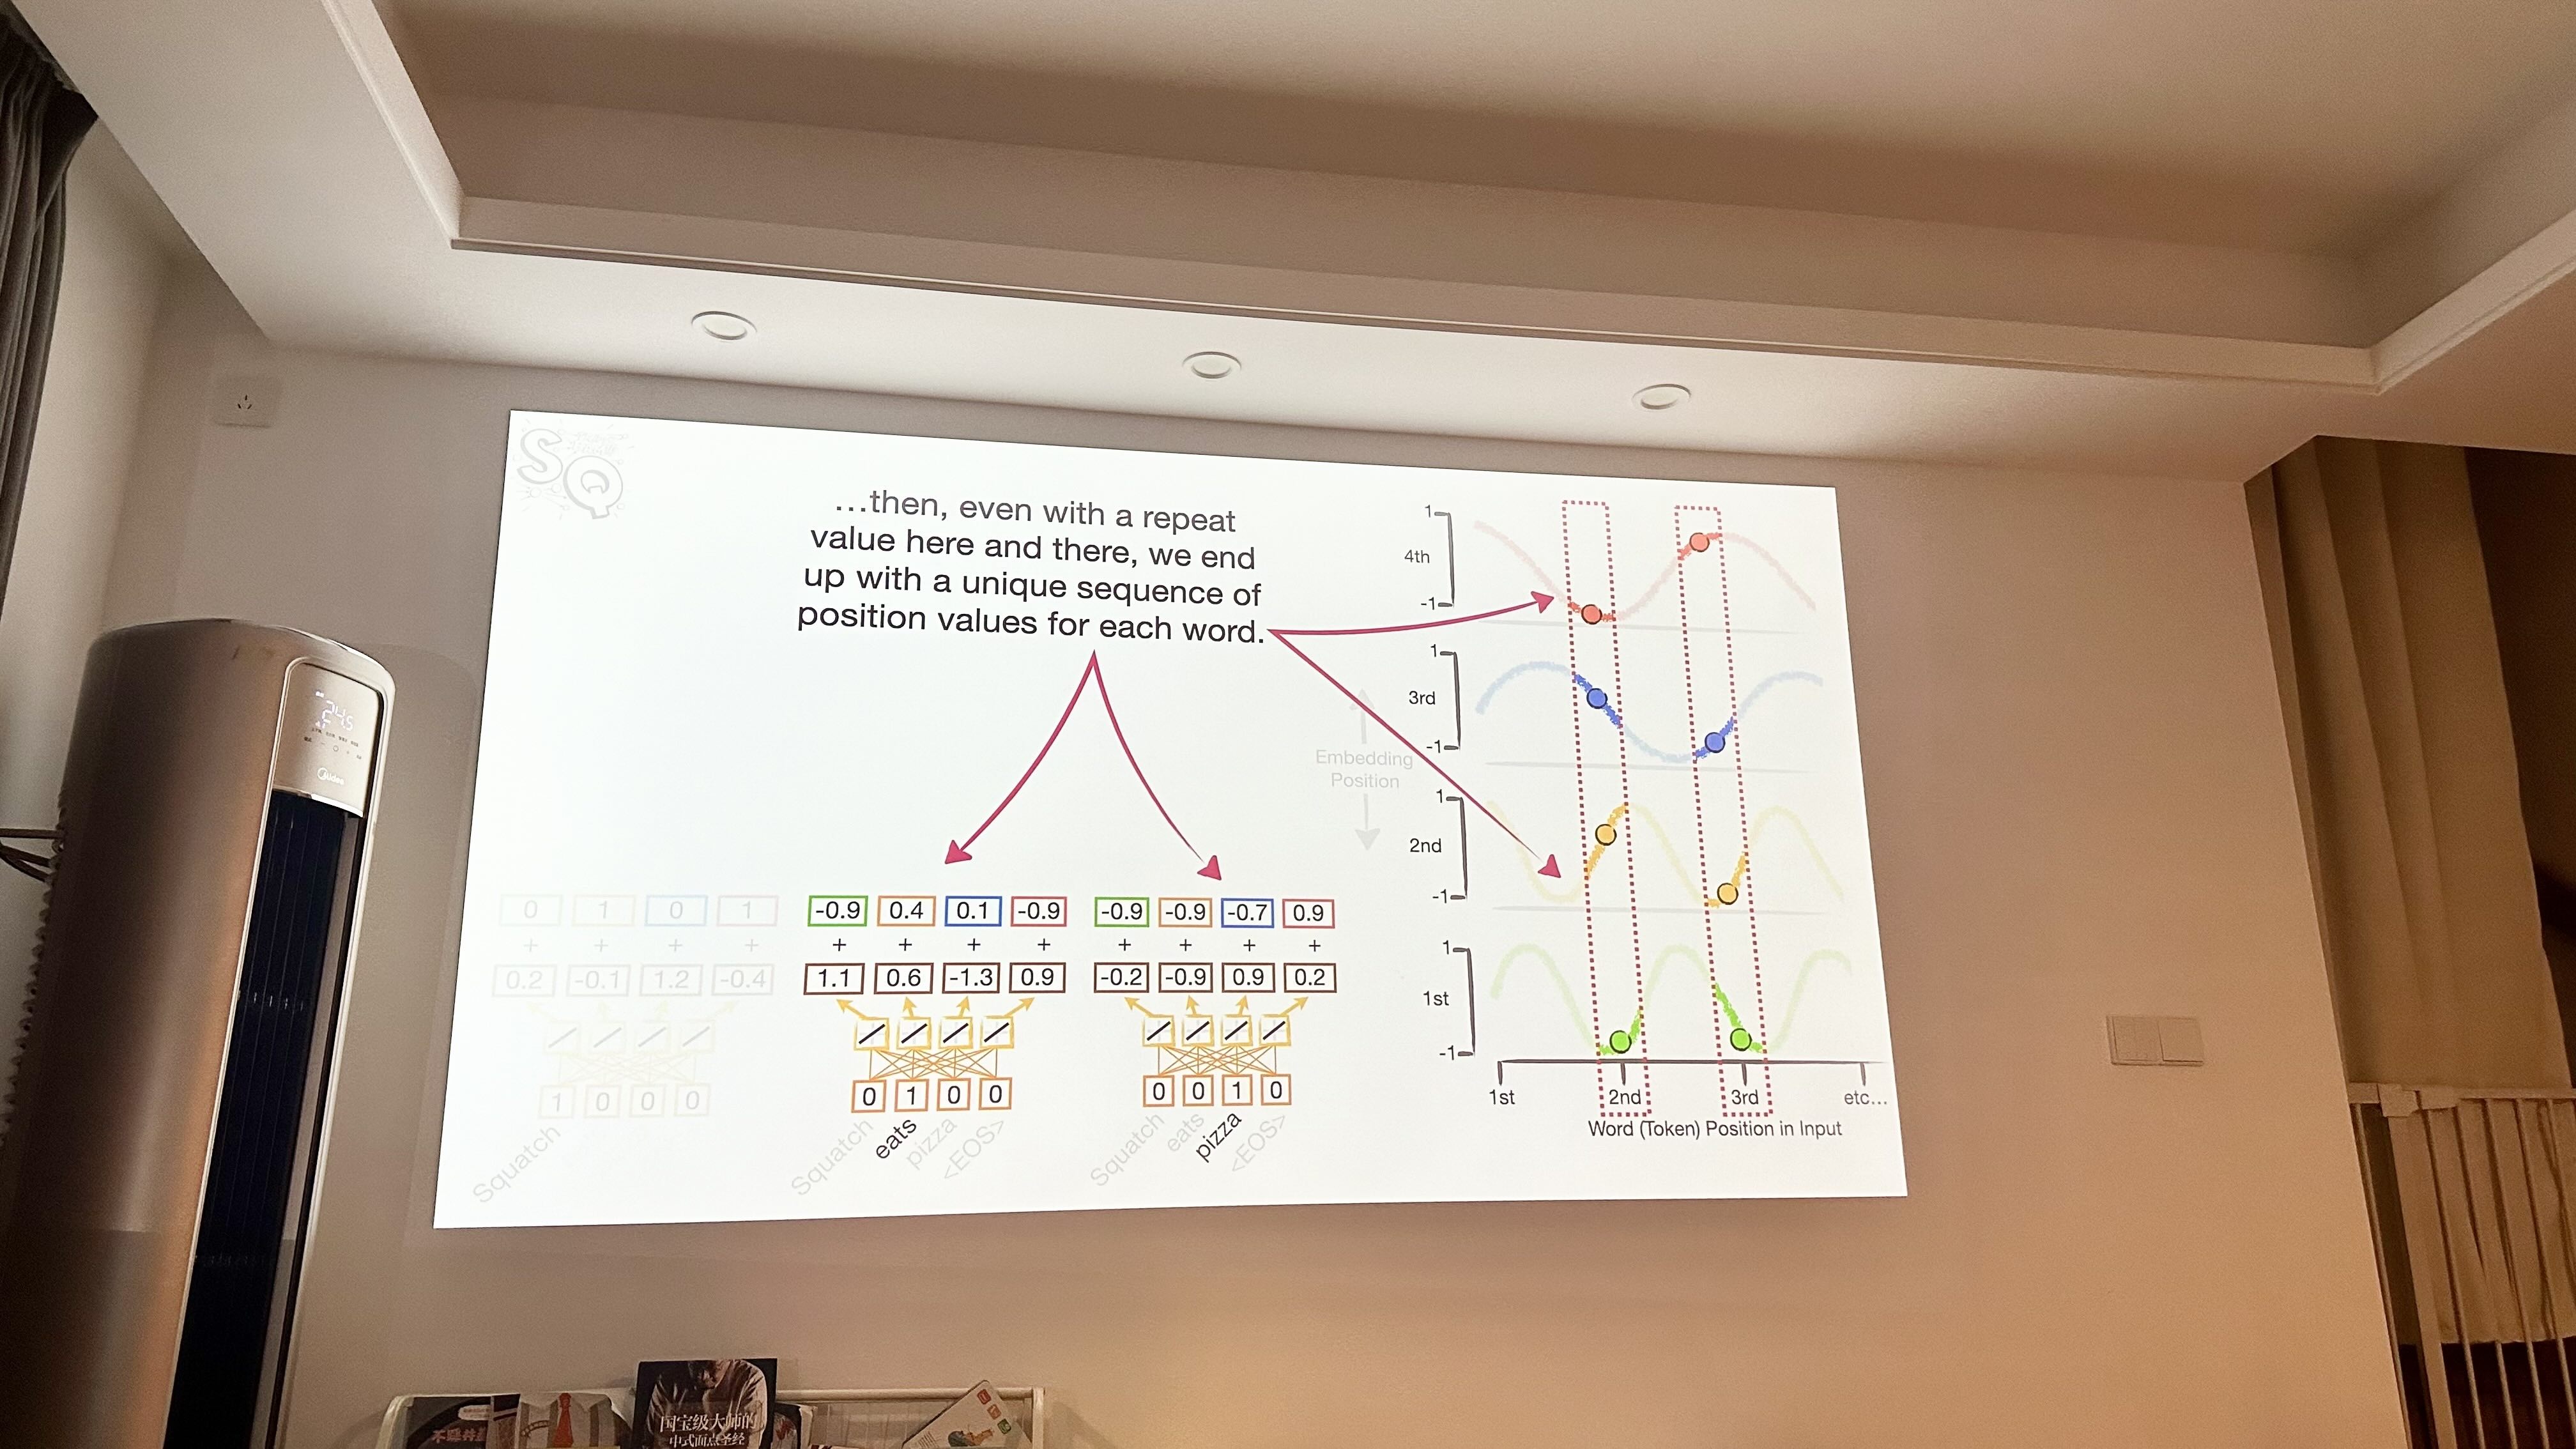 SQ
...then, even with a repeat
value here and there, we end
up with a unique sequence of
position values for each word.
0 1 0 1
+ + + +
0.2 -0.1 1.2 -0.4
1 0 0 0
Squatch
-0.9 0.4 0.1 -0.9
+ + + +
1.1 0.6 -1.3 0.9
0 1 0 0
Squatch eats pizza <EOS>
-0.9 -0.9 -0.7 0.9
+ + + +
-0.2 -0.9 0.9 0.2
0 0 1 0
Squatch eats pizza <EOS>
Embedding
Position
1
4th
-1
1
3rd
-1
1
2nd
-1
1
1st
-1
1st 2nd 3rd etc...
Word (Token) Position in Input
Midea
国宝级大师的
中式面点圣经